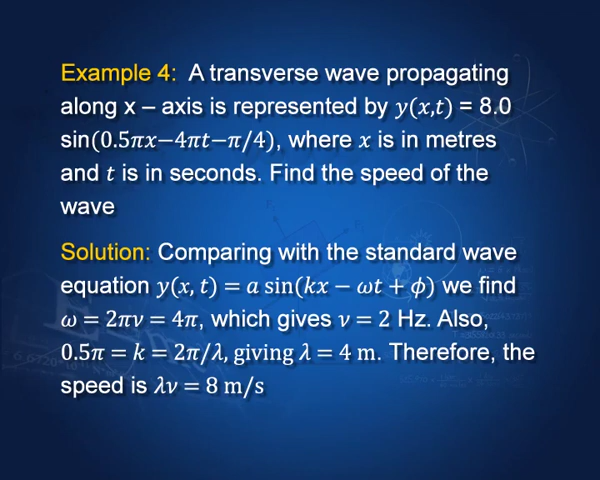 Example 4: A transverse wave propagating
along x – axis is represented by y(x,t) = 8.0
sin(0.5πx−4πt−π/4), where x is in metres
and t is in seconds. Find the speed of the
wave
Solution: Comparing with the standard wave
equation y(x, t) = a sin(kx − ωt + ϕ) we find
ω = 2πν = 4π, which gives ν = 2 Hz. Also,
0.5π = k = 2π/λ, giving λ = 4 m. Therefore, the
speed is λν = 8 m/s